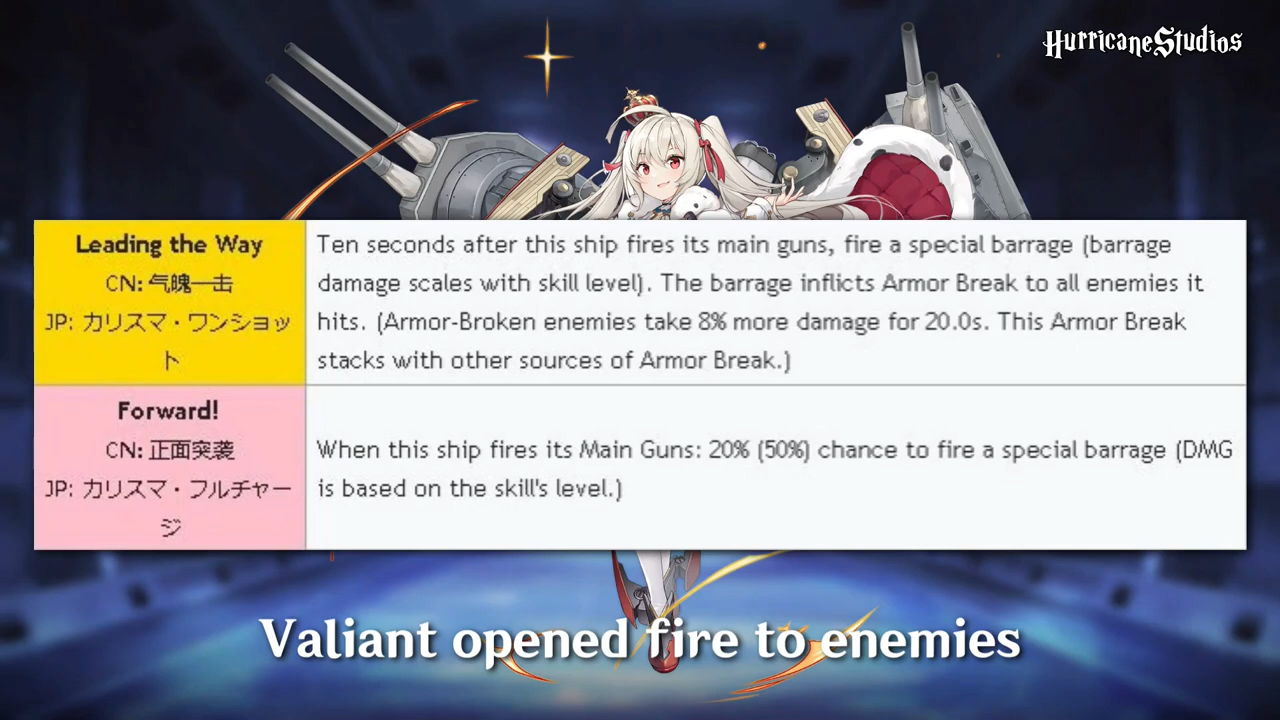 HurricaneStudios
Leading the Way
CN: 气魄一击
JP: カリスマ・ワンショッ
ト
Ten seconds after this ship fires its main guns, fire a special barrage (barrage
damage scales with skill level). The barrage inflicts Armor Break to all enemies it
hits. (Armor-Broken enemies take 8% more damage for 20.0s. This Armor Break
stacks with other sources of Armor Break.)
Forward!
CN: 正面突袭
JP: カリスマ・フルチャー
ジ
When this ship fires its Main Guns: 20% (50%) chance to fire a special barrage (DMG
is based on the skill's level.)
Valiant opened fire to enemies